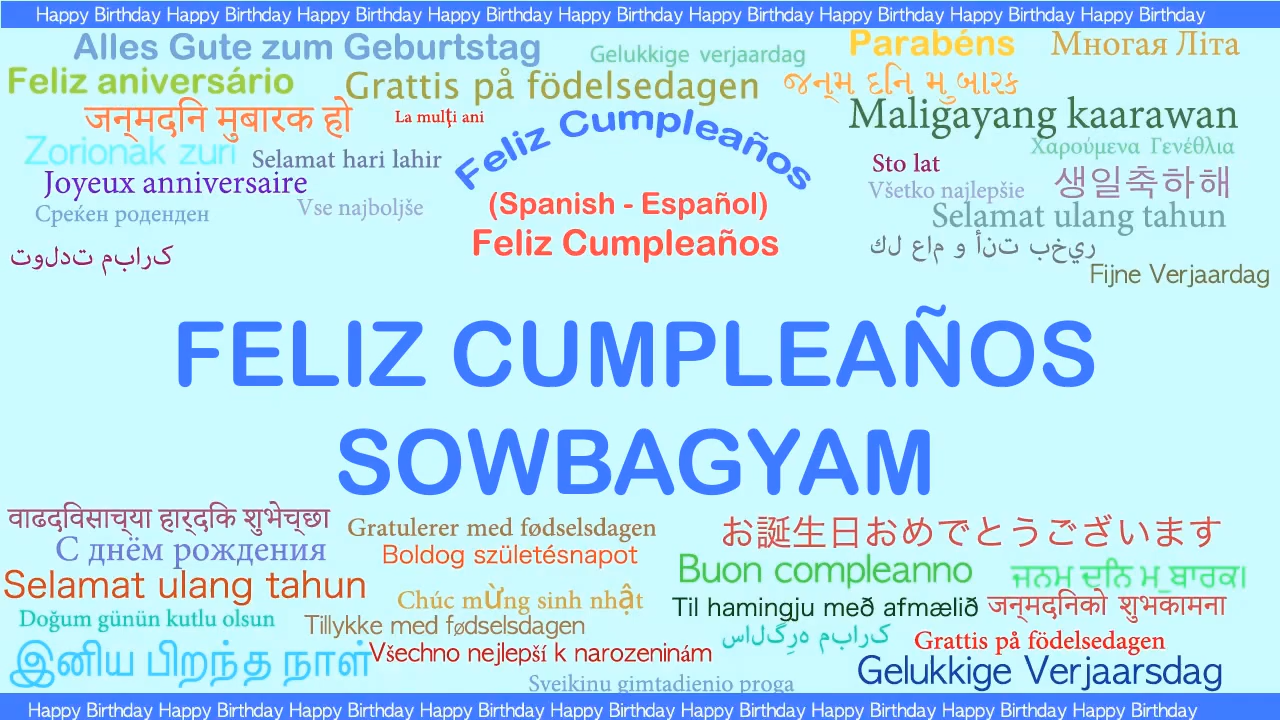 Happy Birthday Happy Birthday Happy Birthday Happy Birthday Happy Birthday Happy Birthday Happy Birthday Happy Birthday Happy Birthday
Alles Gute zum Geburtstag
Gelukkige verjaardag
Parabéns
Многая Літа
Feliz aniversário
Grattis på födelsedagen
જન્મ દનિ મુબારક
जन्मदनि मुबारक हो
La mulţi ani
Feliz Cumpleaños
Maligayang kaarawan
Zorionak zuri
Selamat hari lahir
Sto lat
Χαρούμενα Γενέθλια
Joyeux anniversaire
Všetko najlepšie
생일축하해
Срећен роденден
Vse najboljše
(Spanish - Español)
Selamat ulang tahun
Feliz Cumpleaños
تولدت مبارک
كل عام و أنت بخير
Fijne Verjaardag
FELIZ CUMPLEAÑOS
SOWBAGYAM
वाढदविसाच्या हार्दकि शुभेच्छा
Gratulerer med fødselsdagen
お誕生日おめでとうございます
С днём рождения
Boldog születésnapot
Buon compleanno
ਜਨਮ ਦਨਿ ਮੁਬਾਰਕ।
Selamat ulang tahun
Chúc mừng sinh nhật
Til hamingju með afmælið
जन्मदनिको शुभकामना
Doğum günün kutlu olsun
Tillykke med fødselsdagen
سالگرِه مبارک
Grattis på födelsedagen
இனிய பிறந்த நாள்
Všechno nejlepší k narozeninám
Gelukkige Verjaarsdag
Sveikinu gimtadienio proga
Happy Birthday Happy Birthday Happy Birthday Happy Birthday Happy Birthday Happy Birthday Happy Birthday Happy Birthday Happy Birthday